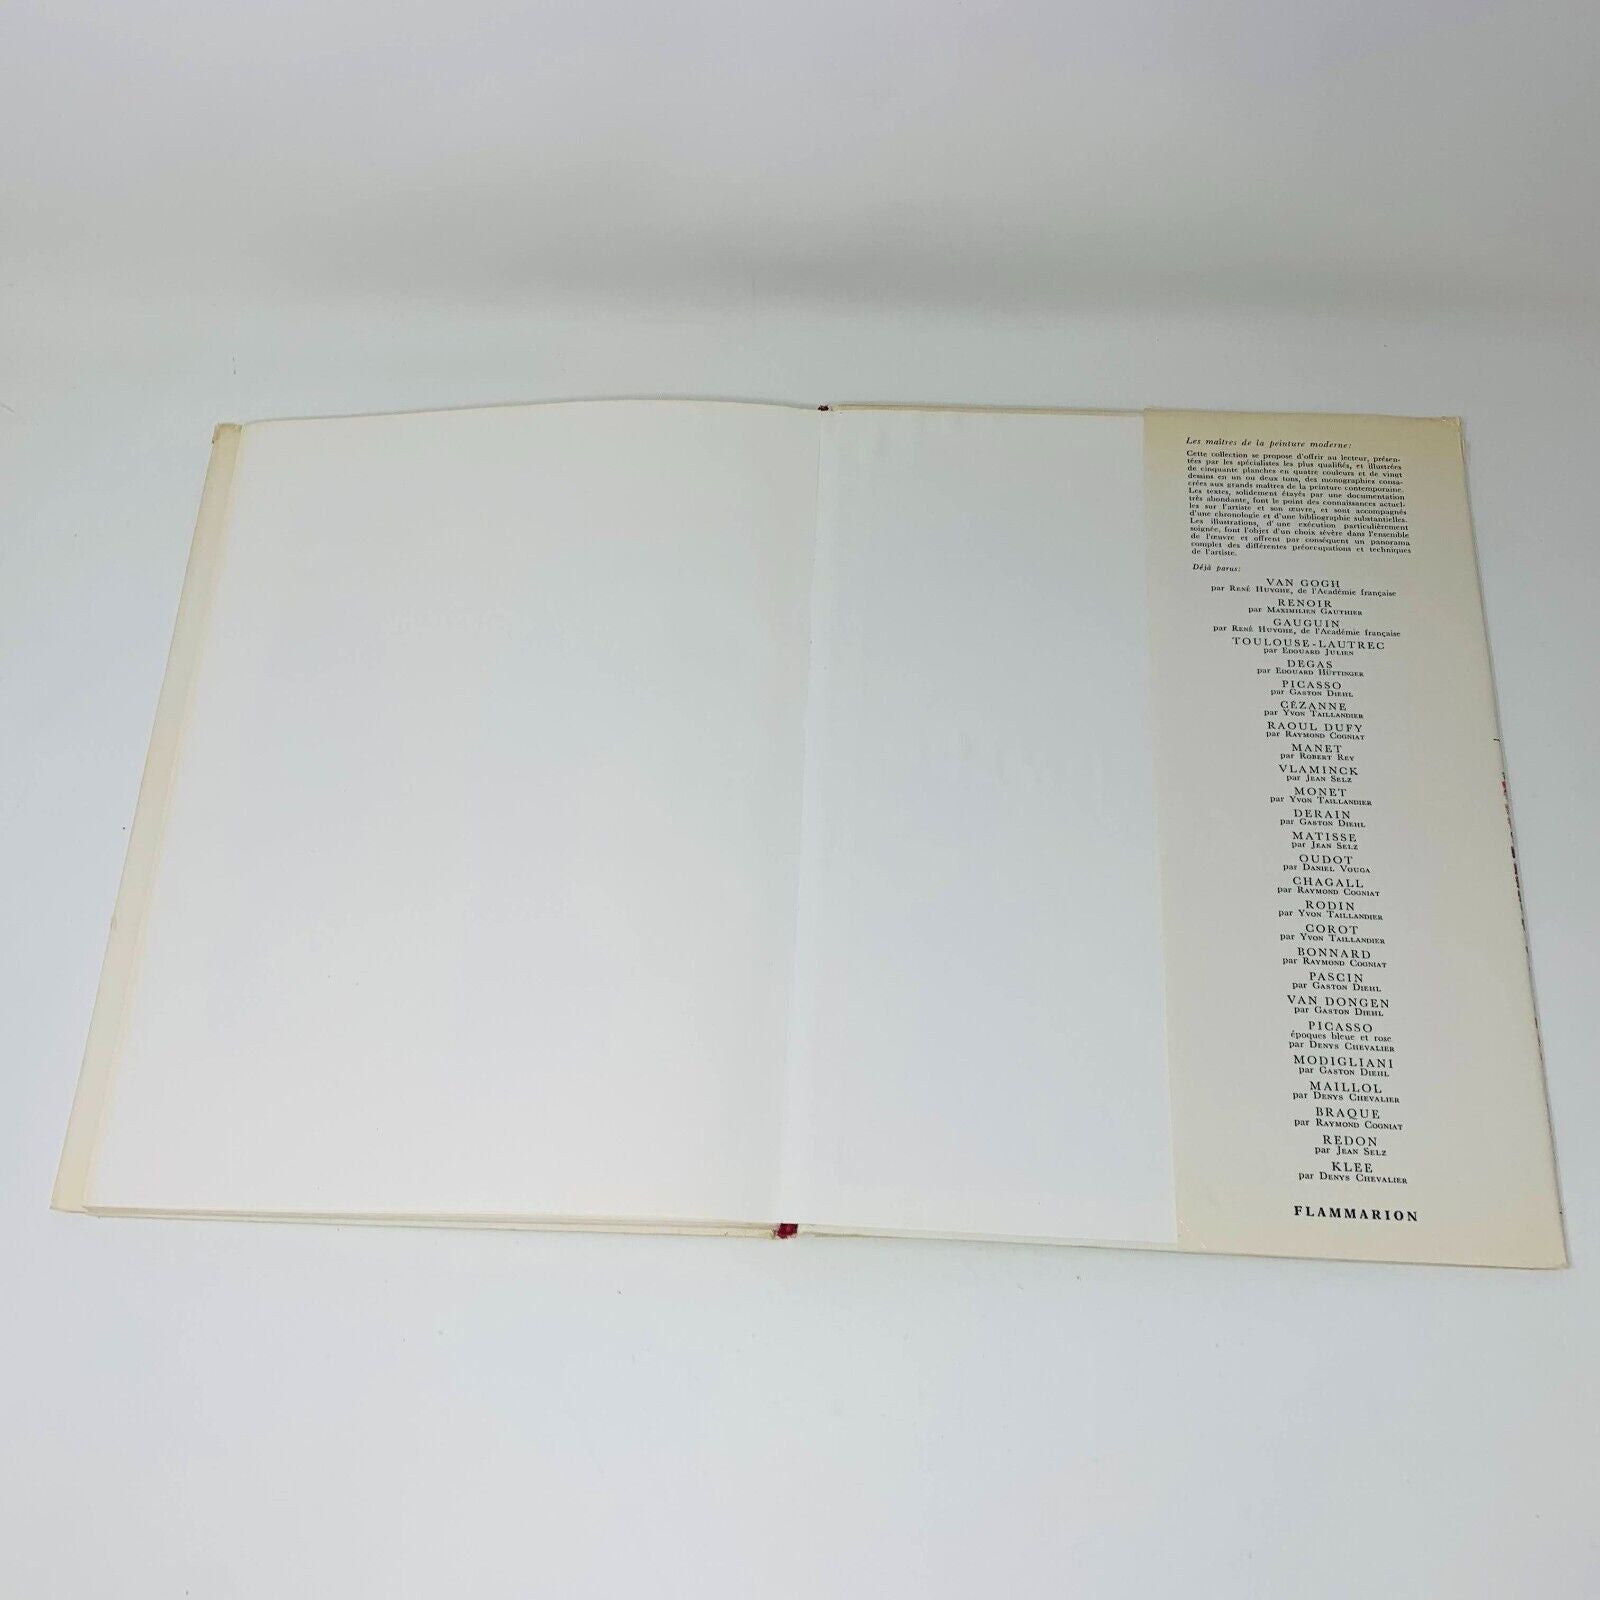 Les maîtres de la peinture moderne:
Cette collection se propose d'offrir au lecteur, présen-
tées par les spécialistes les plus qualifiés, et illustrées
de cinquante planches en quatre couleurs et de vingt
dessins en un ou deux tons, des monographies consa-
crées aux grands maîtres de la peinture contemporaine.
Les textes, solidement étayés par une documentation
très abondante, font le point des connaissances actuel-
les sur l'artiste et son œuvre, et sont accompagnés
d'une chronologie et d'une bibliographie substantielles.
Les illustrations, d'une exécution particulièrement
soignée, font l'objet d'un choix sévère dans l'ensemble
de l'œuvre et offrent par conséquent un panorama
complet des différentes préoccupations et techniques
de l'artiste.
Déjà parus:
VAN GOGH
par RENÉ HUYGHE, de l'Académie française
RENOIR
par MAXIMILIEN GAUTHIER
GAUGUIN
par RENÉ HUYGHE, de l'Académie française
TOULOUSE-LAUTREC
par EDOUARD JULIEN
DEGAS
par EDOUARD HÜTTINGER
PICASSO
par GASTON DIEHL
CÉZANNE
par YVON TAILLANDIER
RAOUL DUFY
par RAYMOND COGNIAT
MANET
par ROBERT REY
VLAMINCK
par JEAN SELZ
MONET
par YVON TAILLANDIER
DERAIN
par GASTON DIEHL
MATISSE
par JEAN SELZ
OUDOT
par DANIEL VOUGA
CHAGALL
par RAYMOND COGNIAT
RODIN
par YVON TAILLANDIER
COROT
par YVON TAILLANDIER
BONNARD
par RAYMOND COGNIAT
PASCIN
par GASTON DIEHL
VAN DONGEN
par GASTON DIEHL
PICASSO
époques bleue et rose
par DENYS CHEVALIER
MODIGLIANI
par GASTON DIEHL
MAILLOL
par DENYS CHEVALIER
BRAQUE
par RAYMOND COGNIAT
REDON
par JEAN SELZ
KLEE
par DENYS CHEVALIER
FLAMMARION